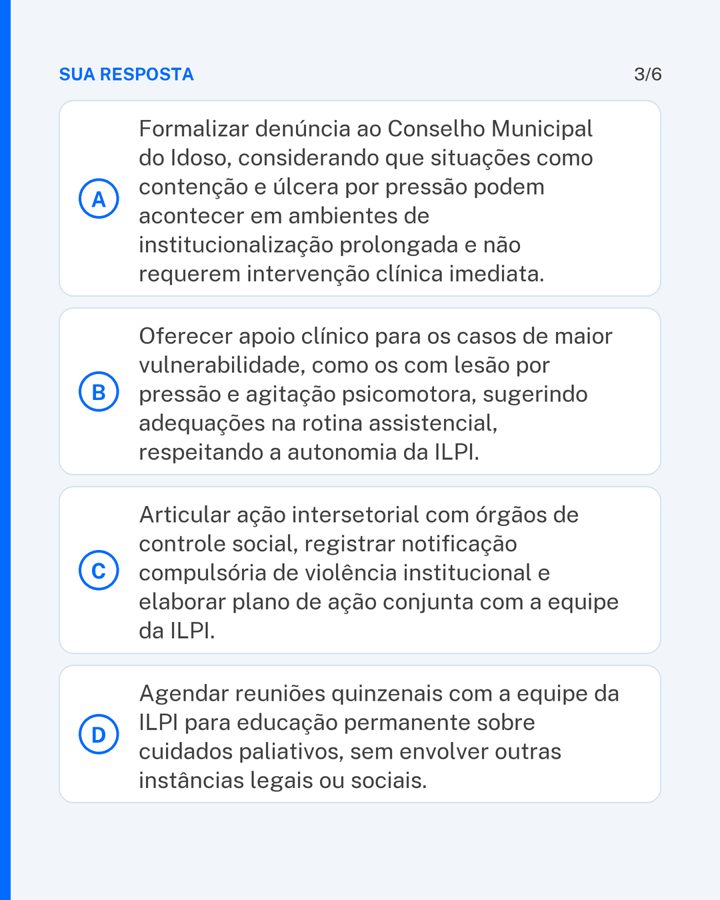 SUA RESPOSTA
3/6
A
Formalizar denúncia ao Conselho Municipal
do Idoso, considerando que situações como
contenção e úlcera por pressão podem
acontecer em ambientes de
institucionalização prolongada e não
requerem intervenção clínica imediata.
B
Oferecer apoio clínico para os casos de maior
vulnerabilidade, como os com lesão por
pressão e agitação psicomotora, sugerindo
adequações na rotina assistencial,
respeitando a autonomia da ILPI.
C
Articular ação intersetorial com órgãos de
controle social, registrar notificação
compulsória de violência institucional e
elaborar plano de ação conjunta com a equipe
da ILPI.
D
Agendar reuniões quinzenais com a equipe da
ILPI para educação permanente sobre
cuidados paliativos, sem envolver outras
instâncias legais ou sociais.